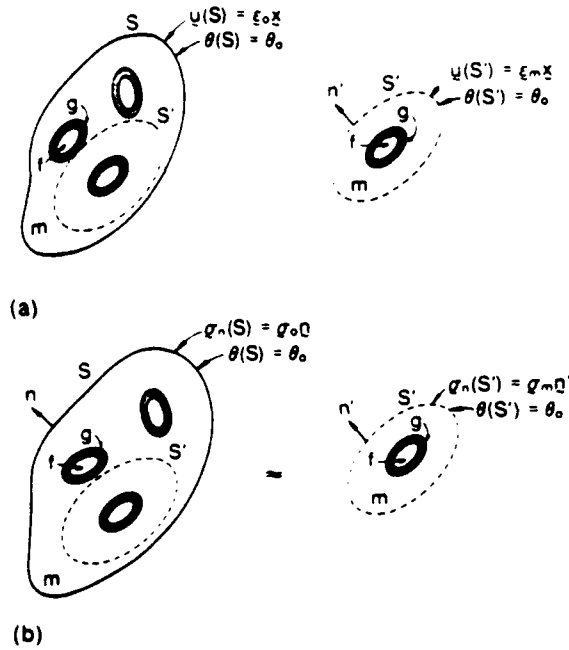 S
u(S) = ε₀x
θ(S) = θ₀
g
S'
f
m
u(S') = εₘx
S'
θ(S') = θ₀
n'
g
f
m
(a)
σₙ(S) = σ₀n
θ(S) = θ₀
S
n
g
S'
f
m
≈
σₙ(S') = σₘn'
S'
θ(S') = θ₀
n'
g
f
m
(b)